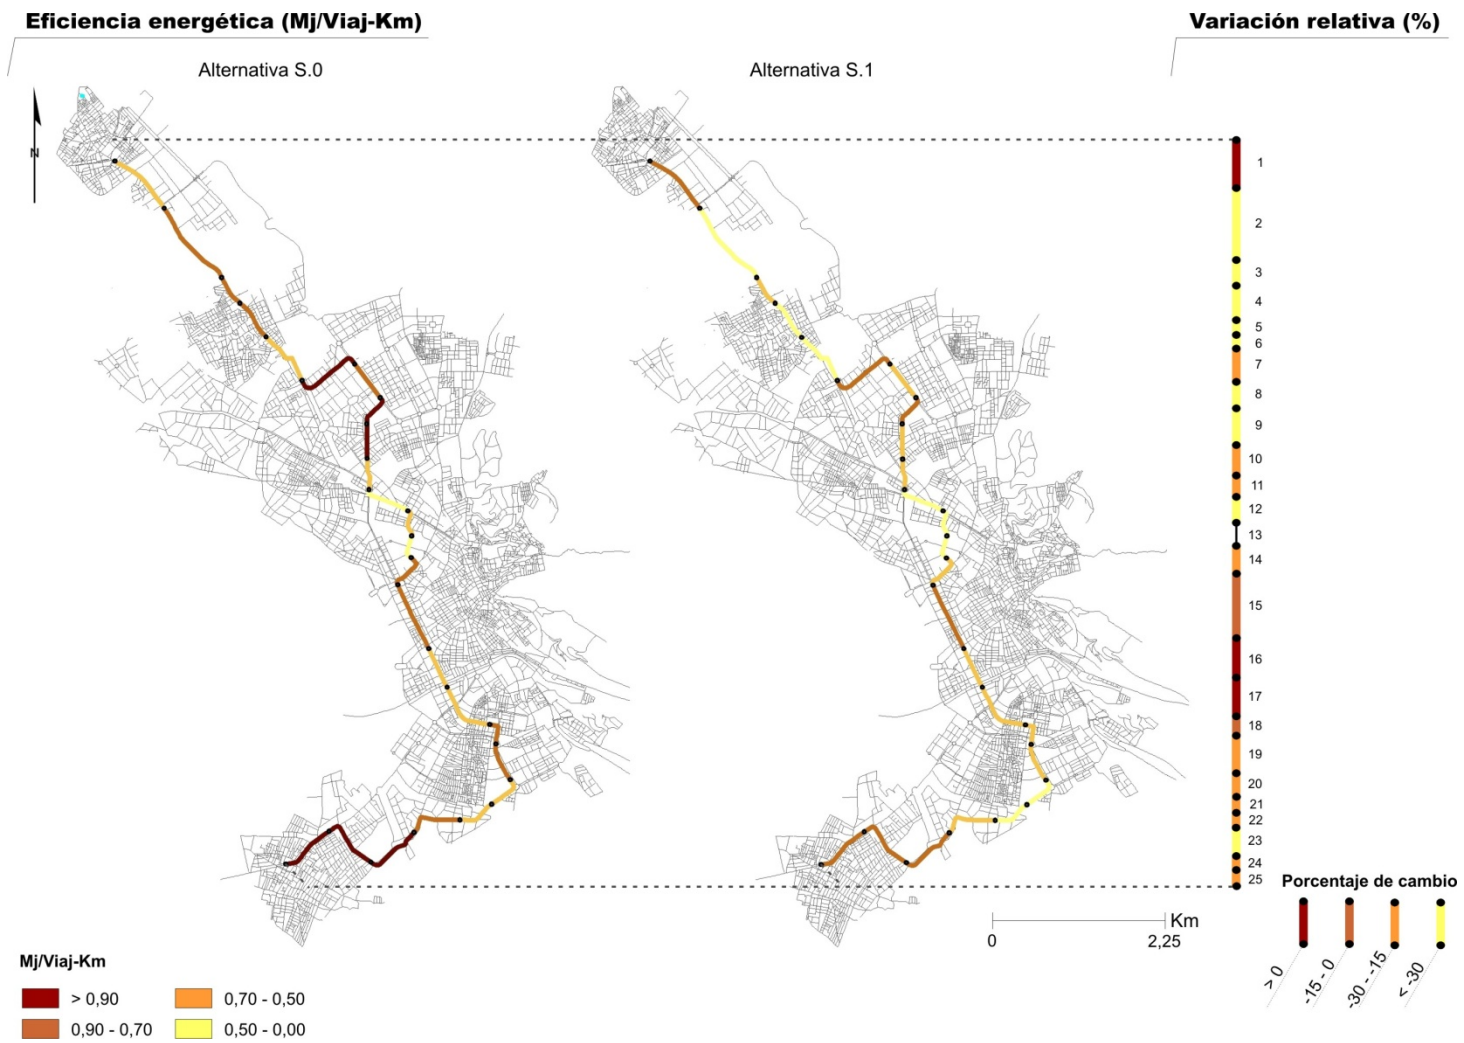 Eficiencia energética (Mj/Viaj-Km)
Variación relativa (%)
Alternativa S.0
Alternativa S.1
N
1
2
3
4
5
6
7
8
9
10
11
12
13
14
15
16
17
18
19
20
21
22
23
24
25
Porcentaje de cambio
> 0
-15 - 0
-30 - -15
< -30
Km
0
2,25
Mj/Viaj-Km
> 0,90
0,70 - 0,50
0,90 - 0,70
0,50 - 0,00